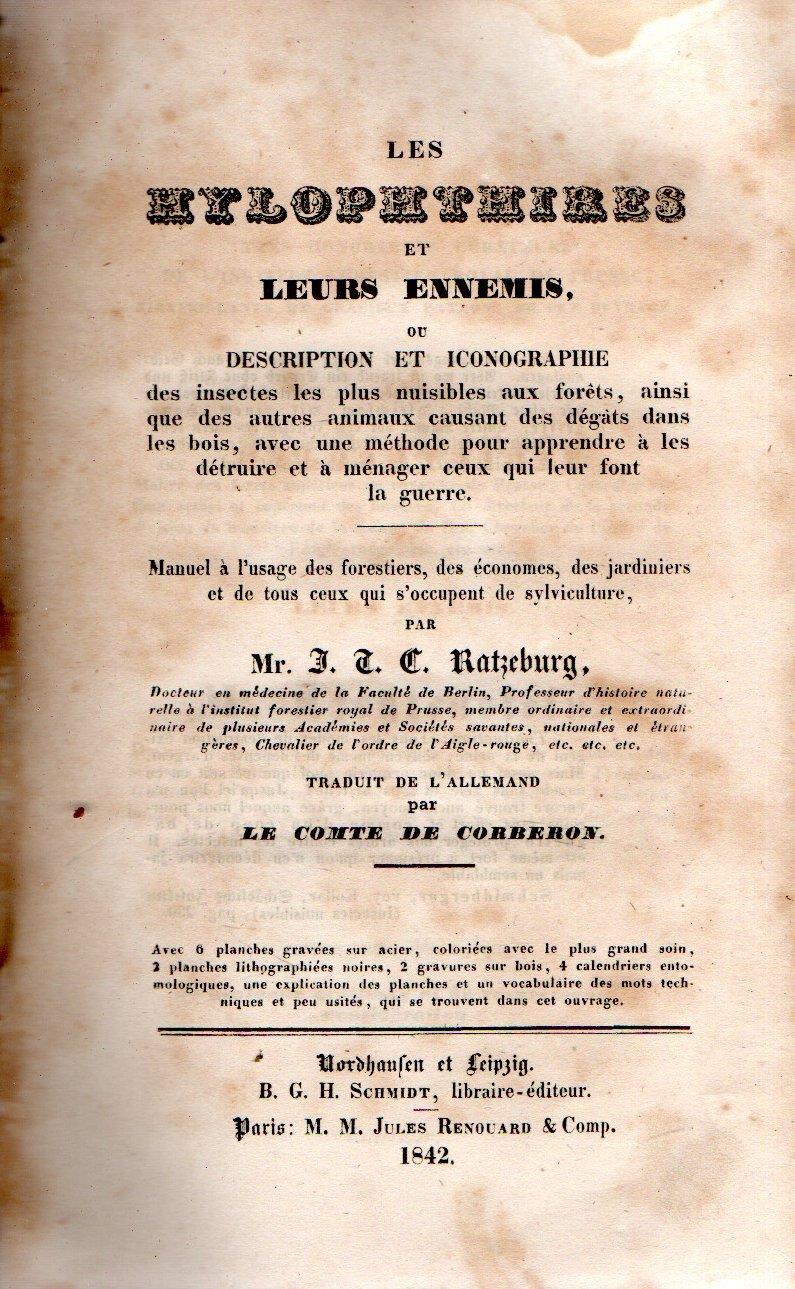 LES
HYLOPHTHIRES
ET
LEURS ENNEMIS,
OU
DESCRIPTION ET ICONOGRAPHIE
des insectes les plus nuisibles aux forêts, ainsi
que des autres animaux causant des dégâts dans
les bois, avec une méthode pour apprendre à les
détruire et à ménager ceux qui leur font
la guerre.
Manuel à l'usage des forestiers, des économes, des jardiniers
et de tous ceux qui s'occupent de sylviculture,
PAR
Mr. J. T. C. Ratzeburg,
Docteur en médecine de la Faculté de Berlin, Professeur d'histoire natu-
relle à l'institut forestier royal de Prusse, membre ordinaire et extraordi
naire de plusieurs Académies et Sociétés savantes, nationales et étran-
gères, Chevalier de l'ordre de l'Aigle-rouge, etc. etc. etc.
TRADUIT DE L'ALLEMAND
par
LE COMTE DE CORBERON.
Avec 6 planches gravées sur acier, coloriées avec le plus grand soin,
2 planches lithographiées noires, 2 gravures sur bois, 4 calendriers ento-
mologiques, une explication des planches et un vocabulaire des mots tech-
niques et peu usités, qui se trouvent dans cet ouvrage.
Nordhausen et Leipzig.
B. G. H. SCHMIDT, libraire-éditeur.
Paris: M. M. JULES RENOUARD & Comp.
1842.